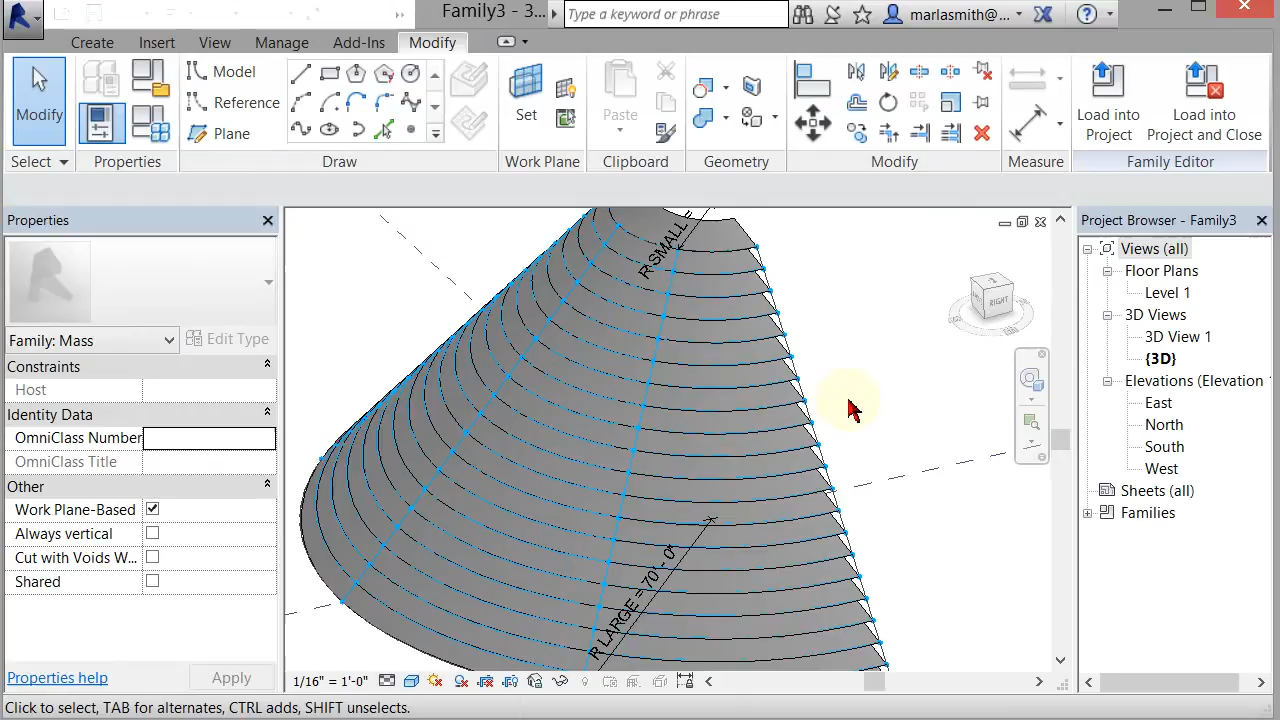 Family3 - 3...
Type a keyword or phrase
marlasmith@...
Create Insert View Manage Add-Ins Modify
Modify
Model
Reference
Plane
Set
Paste
Load into
Project
Load into
Project and Close
Select Properties Draw Work Plane Clipboard Geometry Modify Measure Family Editor
Properties
Family: Mass
Edit Type
Constraints
Host
Identity Data
OmniClass Number
OmniClass Title
Other
Work Plane-Based
Always vertical
Cut with Voids W...
Shared
Properties help
Apply
R SMALL =
R LARGE = 70' - 0"
RIGHT
1/16" = 1'-0"
Project Browser - Family3
Views (all)
Floor Plans
Level 1
3D Views
3D View 1
{3D}
Elevations (Elevation
East
North
South
West
Sheets (all)
Families
Click to select, TAB for alternates, CTRL adds, SHIFT unselects.